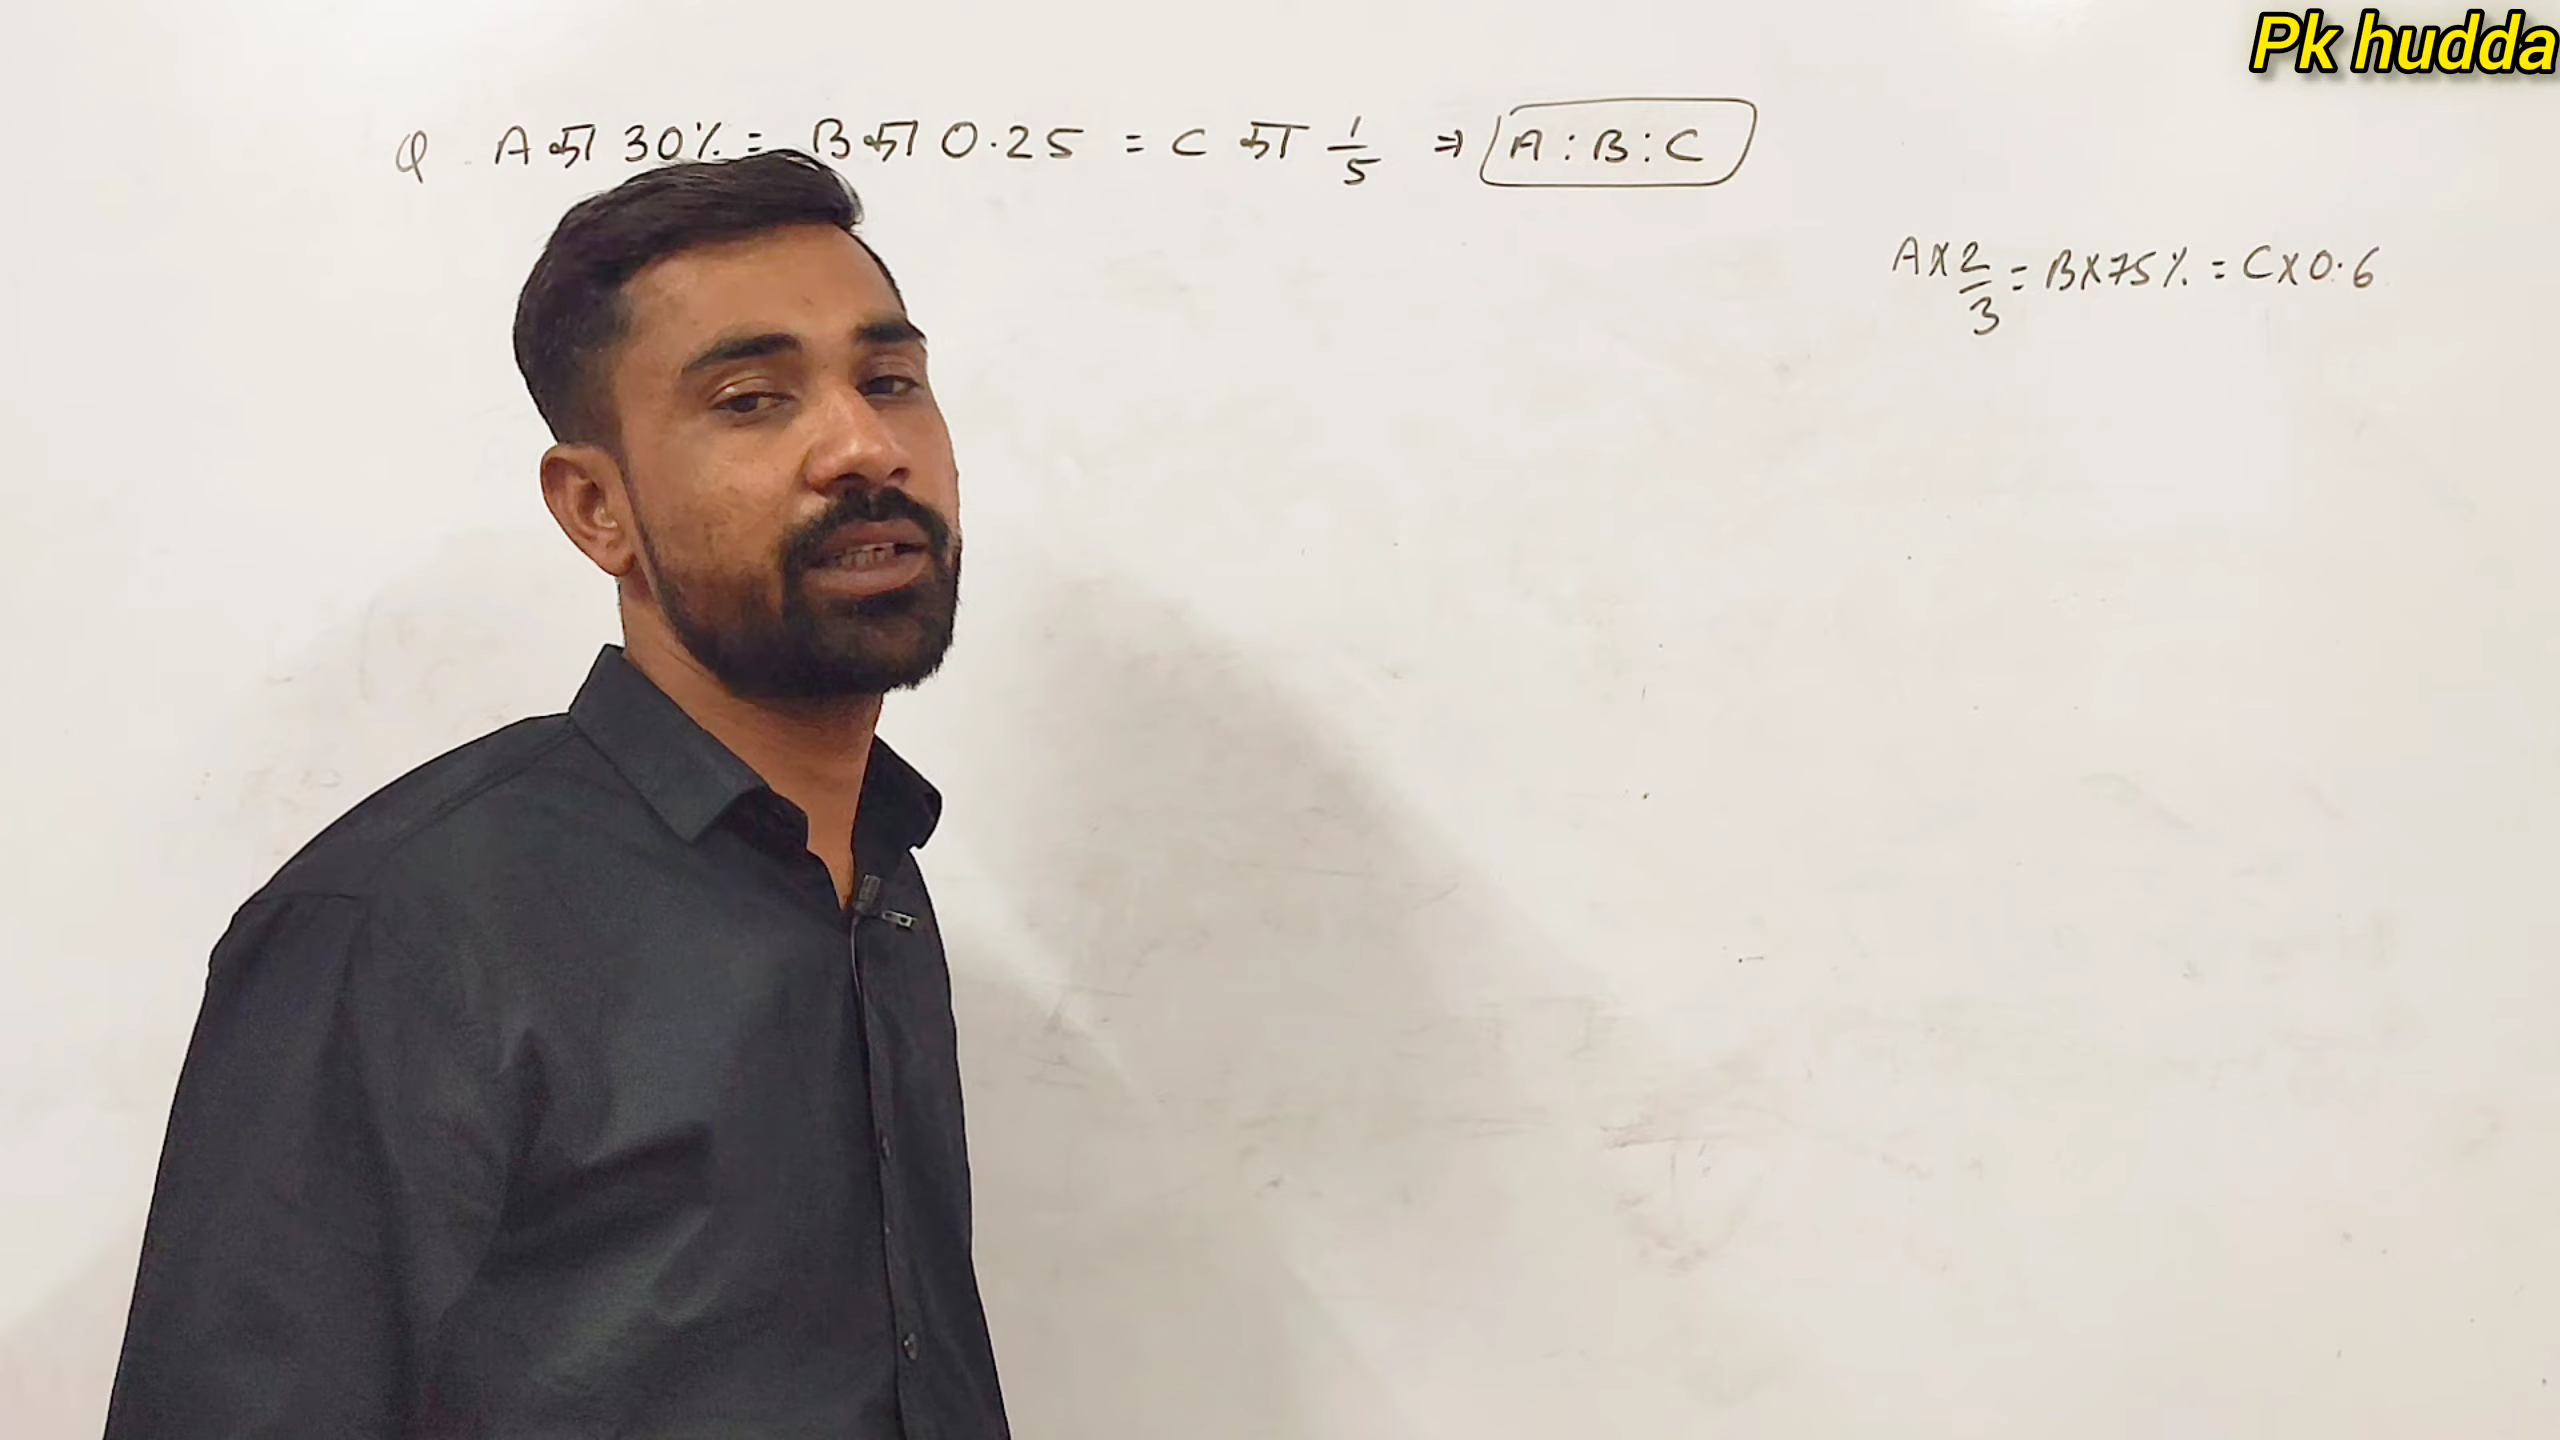 Pk hudda
Q. A का 30% = B का 0.25 = C का 1/5 ⇒ A : B : C
A × 2/3 = B × 75% = C × 0.6